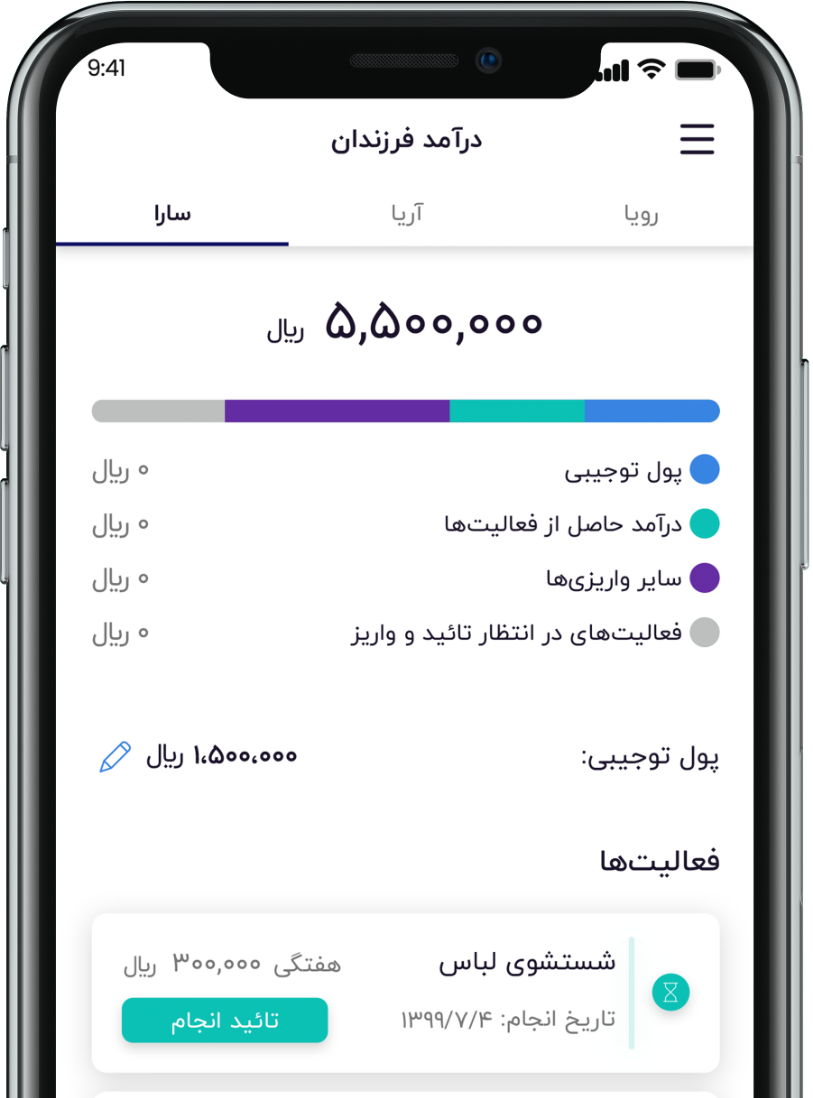 9:41
درآمد فرزندان
رویا آریا سارا
۵,۵۰۰,۰۰۰ ریال
پول توجیبی ۰ ریال
درآمد حاصل از فعالیت‌ها ۰ ریال
سایر واریزی‌ها ۰ ریال
فعالیت‌های در انتظار تائید و واریز ۰ ریال
پول توجیبی: ۱،۵۰۰،۰۰۰ ریال
فعالیت‌ها
شستشوی لباس هفتگی ۳۰۰,۰۰۰ ریال
تاریخ انجام: ۱۳۹۹/۷/۴ تائید انجام